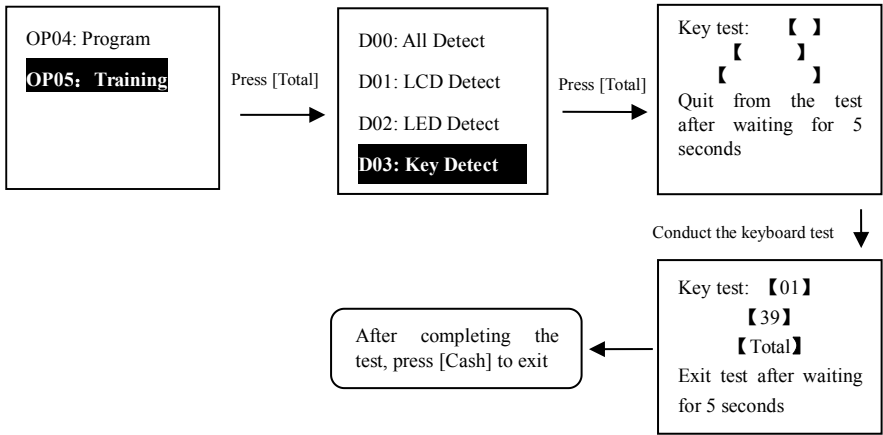 OP04: Program
OP05：Training
Press [Total]
D00: All Detect
D01: LCD Detect
D02: LED Detect
D03: Key Detect
Press [Total]
Key test: 【 】
【 】
【 】
Quit from the test
after waiting for 5
seconds
Conduct the keyboard test
Key test: 【01】
【39】
【Total】
Exit test after waiting
for 5 seconds
After completing the
test, press [Cash] to exit